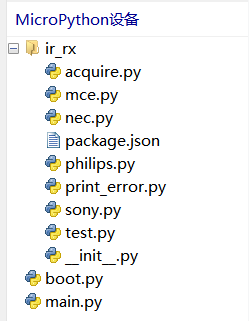 MicroPython设备
ir_rx
acquire.py
mce.py
nec.py
package.json
philips.py
print_error.py
sony.py
test.py
__init__.py
boot.py
main.py